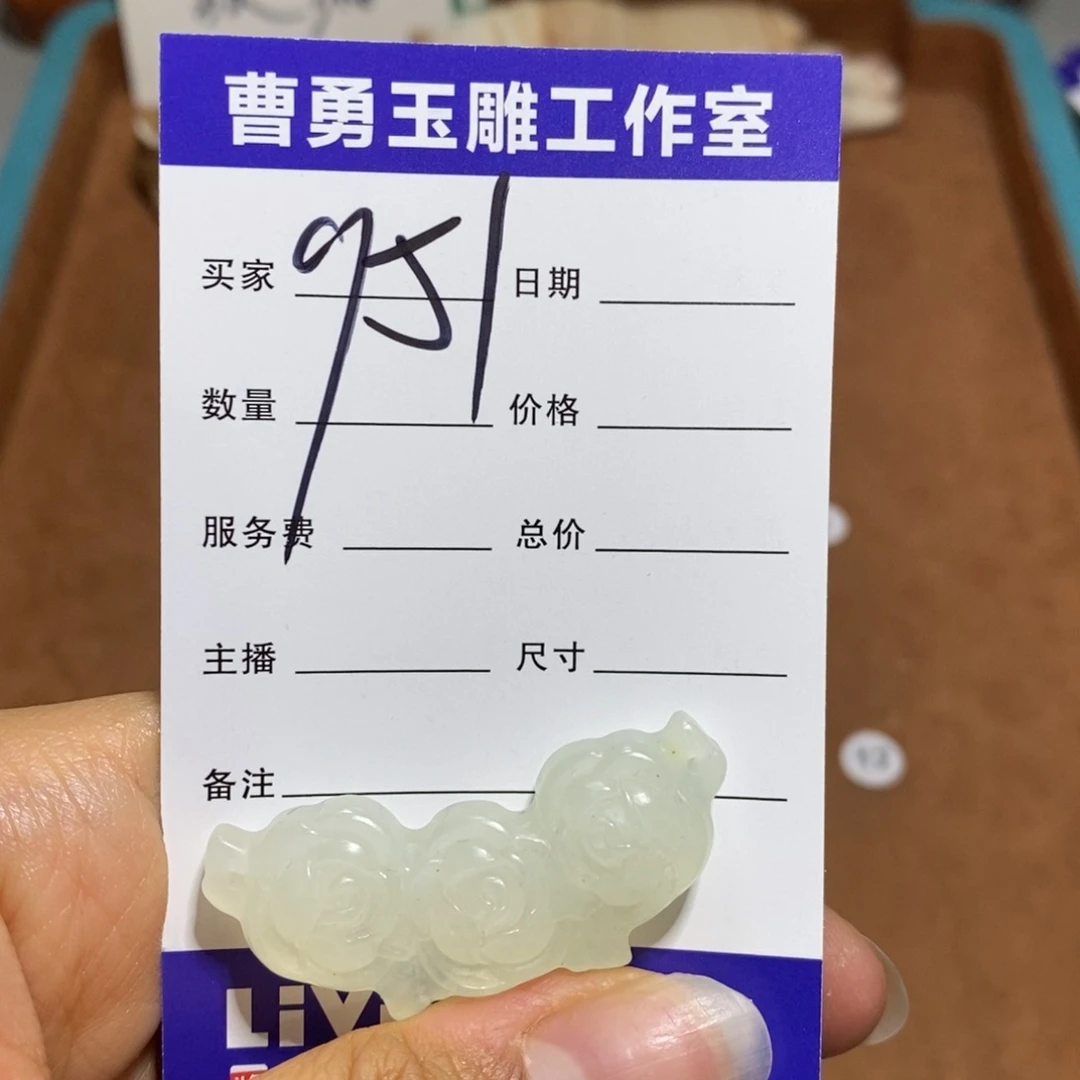 曹勇玉雕工作室
951
买家 日期
数量 价格
服务费 总价
主播 尺寸
备注